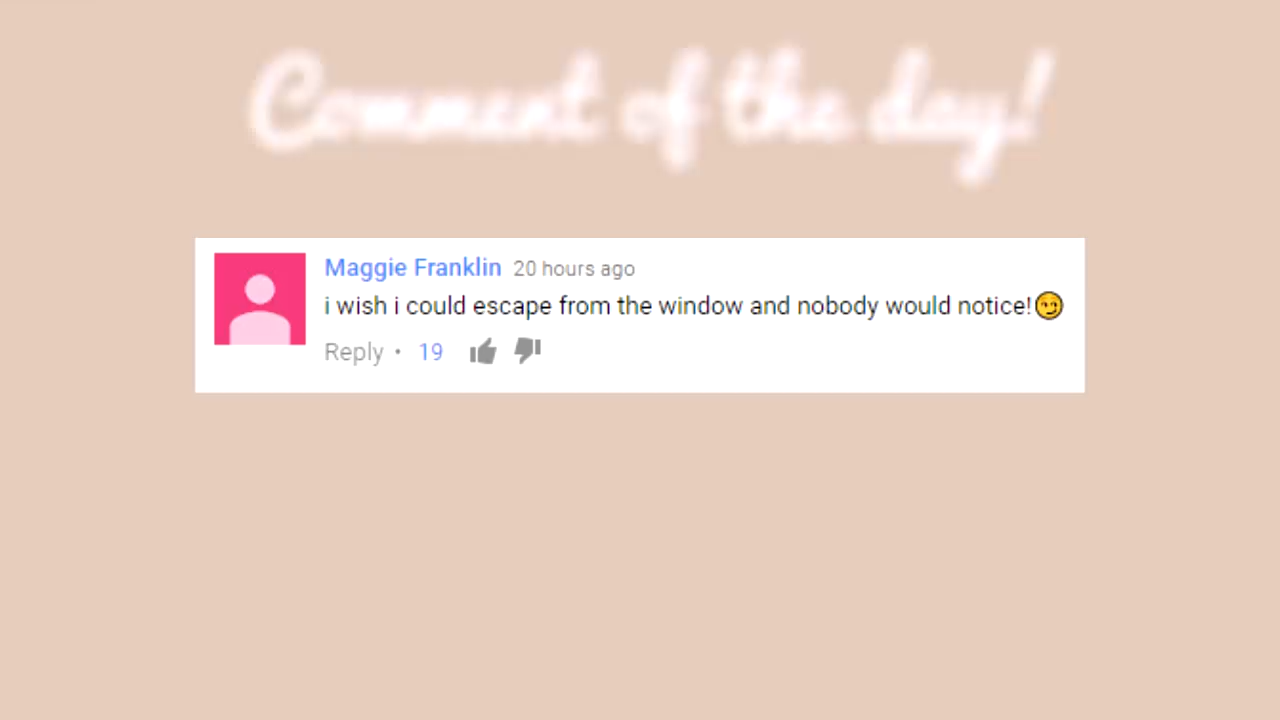 Comment of the day!
Maggie Franklin 20 hours ago
i wish i could escape from the window and nobody would notice!😏
Reply • 19